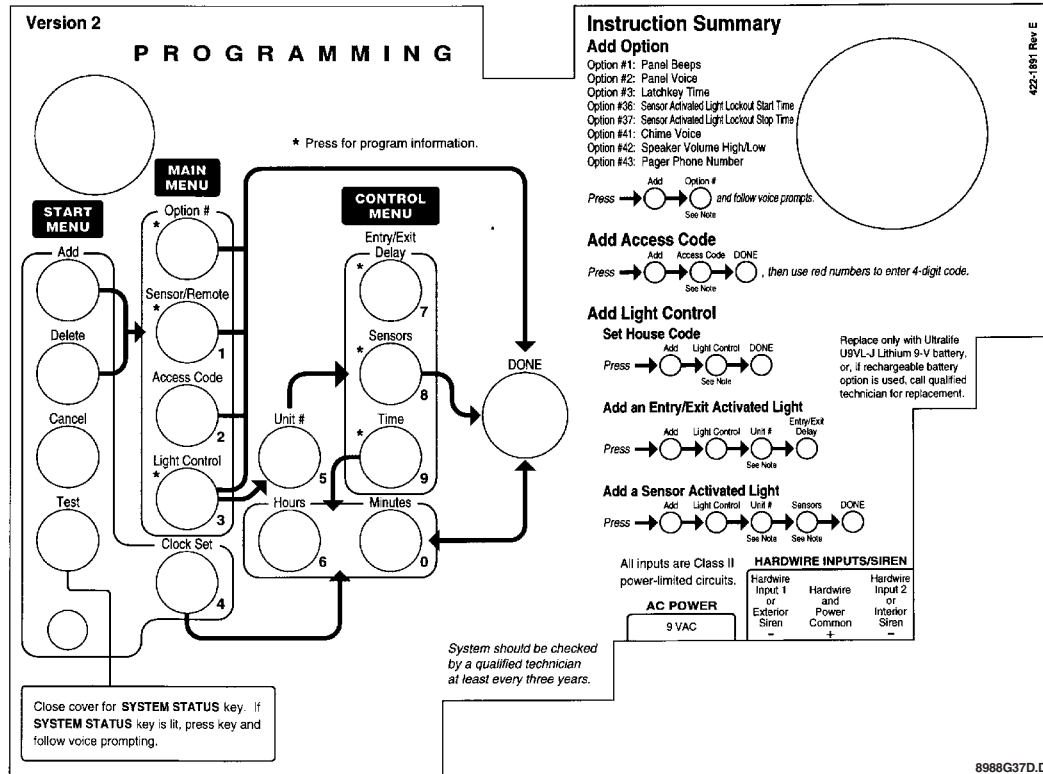 Version 2
PROGRAMMING
* Press for program information.
MAIN
MENU
START
MENU
CONTROL
MENU
Add
Delete
Cancel
Test
Option #
*
Sensor/Remote
*
1
Access Code
2
Light Control
*
3
Clock Set
4
Unit #
5
Entry/Exit
Delay
*
7
Sensors
*
8
Time
*
9
Hours
6
Minutes
0
DONE
Close cover for SYSTEM STATUS key. If
SYSTEM STATUS key is lit, press key and
follow voice prompting.
Instruction Summary
Add Option
Option #1: Panel Beeps
Option #2: Panel Voice
Option #3: Latchkey Time
Option #36: Sensor Activated Light Lockout Start Time
Option #37: Sensor Activated Light Lockout Stop Time
Option #41: Chime Voice
Option #42: Speaker Volume High/Low
Option #43: Pager Phone Number
Add Option #
Press and follow voice prompts.
See Note
Add Access Code
Add Access Code DONE
Press , then use red numbers to enter 4-digit code.
See Note
Add Light Control
Set House Code
Add Light Control DONE
Press
See Note
Add an Entry/Exit Activated Light
Add Light Control Unit # Entry/Exit Delay
Press
See Note
Add a Sensor Activated Light
Add Light Control Unit # Sensors DONE
Press
See Note See Note
Replace only with Ultralife
U9VL-J Lithium 9-V battery,
or, if rechargeable battery
option is used, call qualified
technician for replacement.
All inputs are Class II
power-limited circuits.
AC POWER
9 VAC
HARDWIRE INPUTS/SIREN
Hardwire
Input 1
or
Exterior
Siren
–
Hardwire
and
Power
Common
+
Hardwire
Input 2
or
Interior
Siren
–
System should be checked
by a qualified technician
at least every three years.
422-1891 Rev E